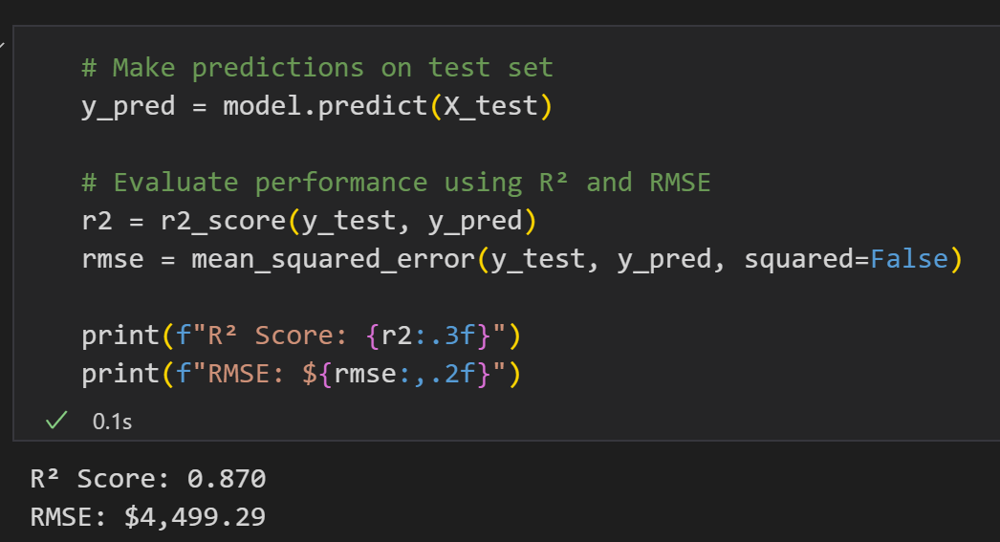 # Make predictions on test set
y_pred = model.predict(X_test)
# Evaluate performance using R² and RMSE
r2 = r2_score(y_test, y_pred)
rmse = mean_squared_error(y_test, y_pred, squared=False)
print(f"R² Score: {r2:.3f}")
print(f"RMSE: ${rmse:,.2f}")
0.1s
R² Score: 0.870
RMSE: $4,499.29